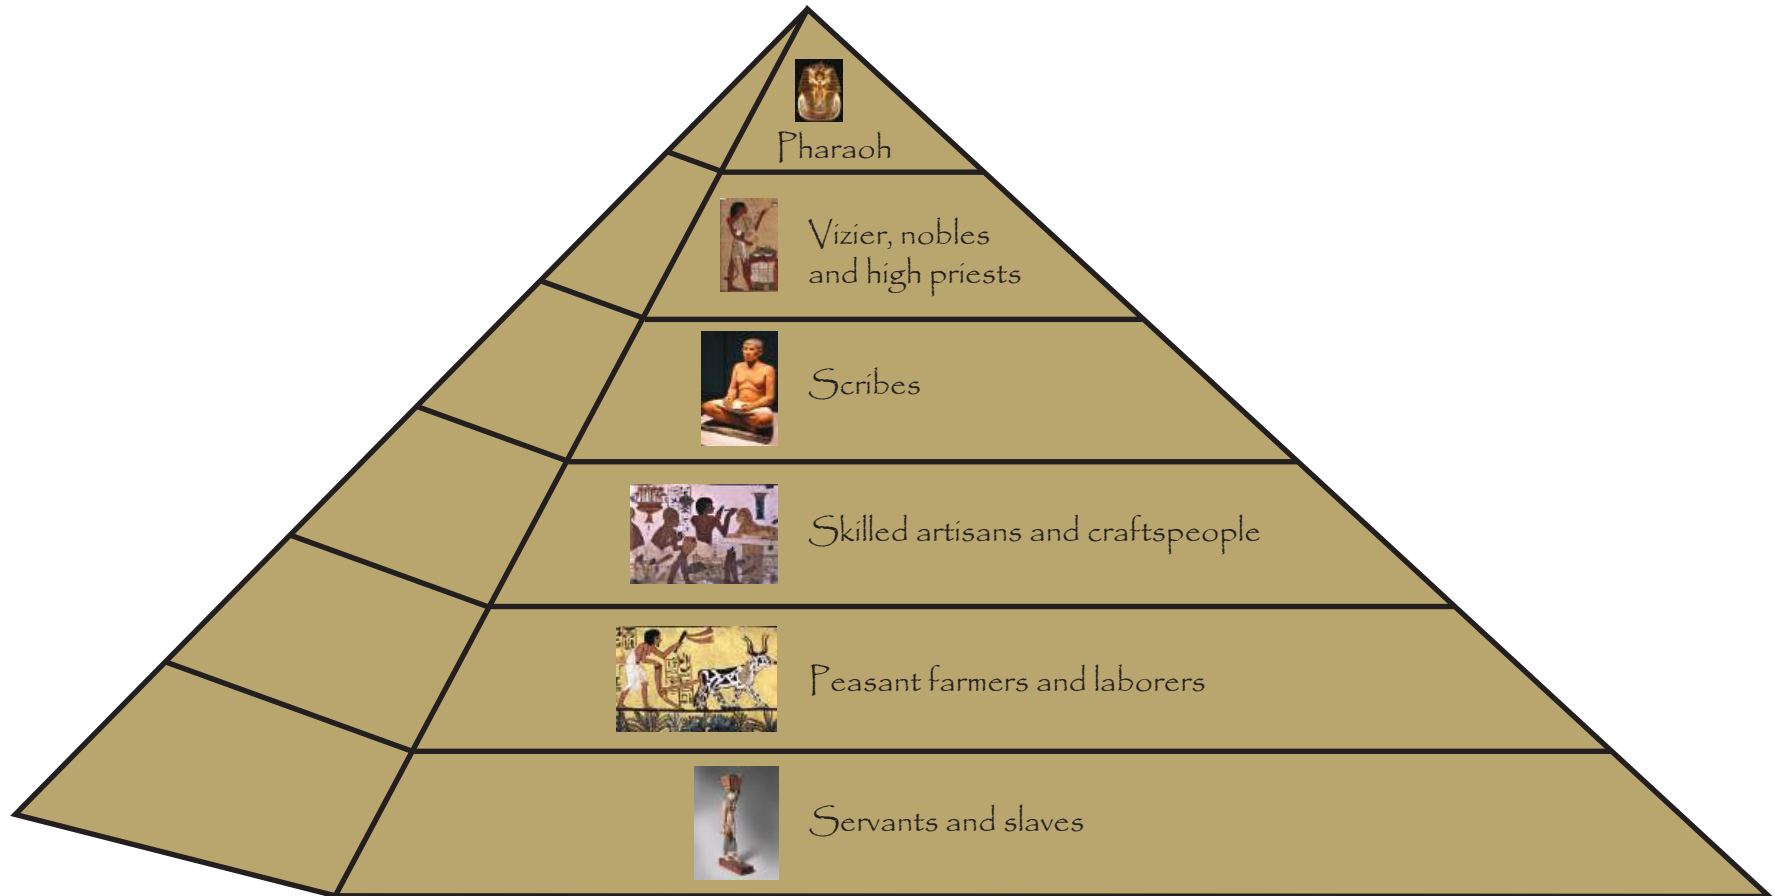 Pharaoh
Vizier, nobles
and high priests
Scribes
Skilled artisans and craftspeople
Peasant farmers and laborers
Servants and slaves